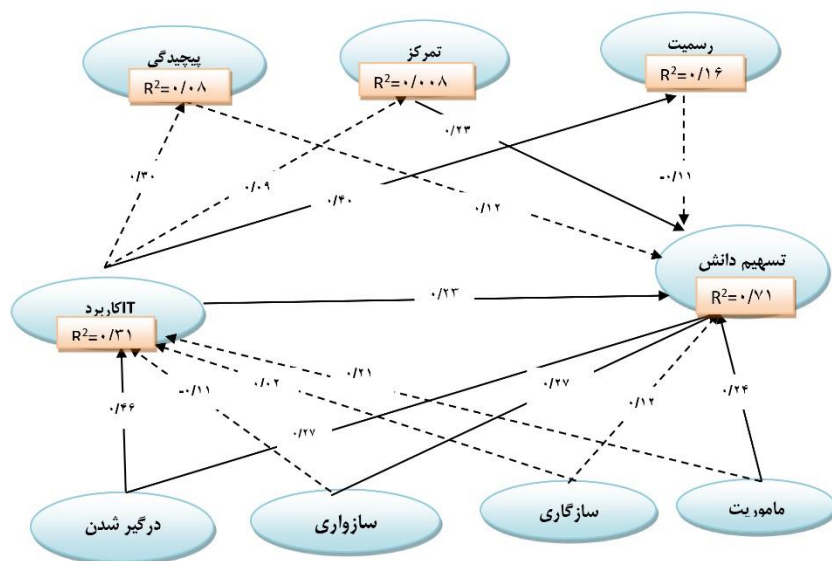 رسمیت
R²=۰/۱۶
تمرکز
R²=۰/۰۰۸
پیچیدگی
R²=۰/۰۸
۰/۲۳
-۰/۱۱
۰/۳۰
۰/۰۹
۰/۴۰
۰/۱۲
تسهیم دانش
R²=۰/۷۱
۰/۲۳
ITکاربرد
R²=۰/۳۱
۰/۲۱
۰/۲۷
۰/۰۲
-۰/۱۱
۰/۱۲
۰/۲۴
۰/۴۶
۰/۲۷
ماموریت
سازگاری
سازواری
درگیر شدن